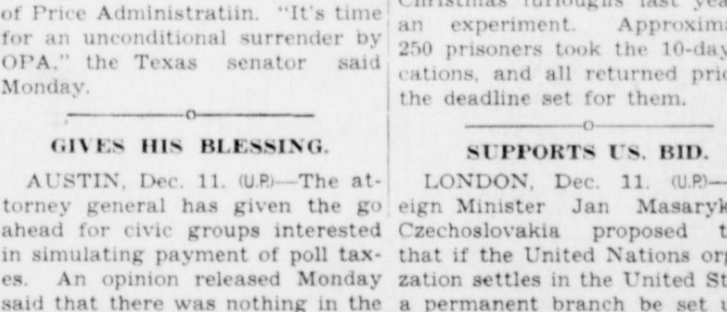 of Price Administratiin. "It's time
for an unconditional surrender by
OPA." the Texas senator said
Monday.
GIVES HIS BLESSING.
AUSTIN, Dec. 11. (U.P.)—The at-
torney general has given the go
ahead for civic groups interested
in simulating payment of poll tax-
es. An opinion released Monday
said that there was nothing in the
Christmas furloughs last
an experiment.
250 prisoners took the 10-day
cations, and all returned
the deadline set for them.
SUPPORTS US. BID.
LONDON, Dec. 11. (U.P.)—
eign Minister Jan Masaryk
Czechoslovakia proposed
that if the United Nations
zation settles in the United
a permanent branch be set